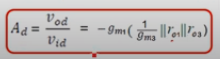 A_d = v_od / v_id = -g_m1( 1 / g_m3 || r_o1 || r_o3